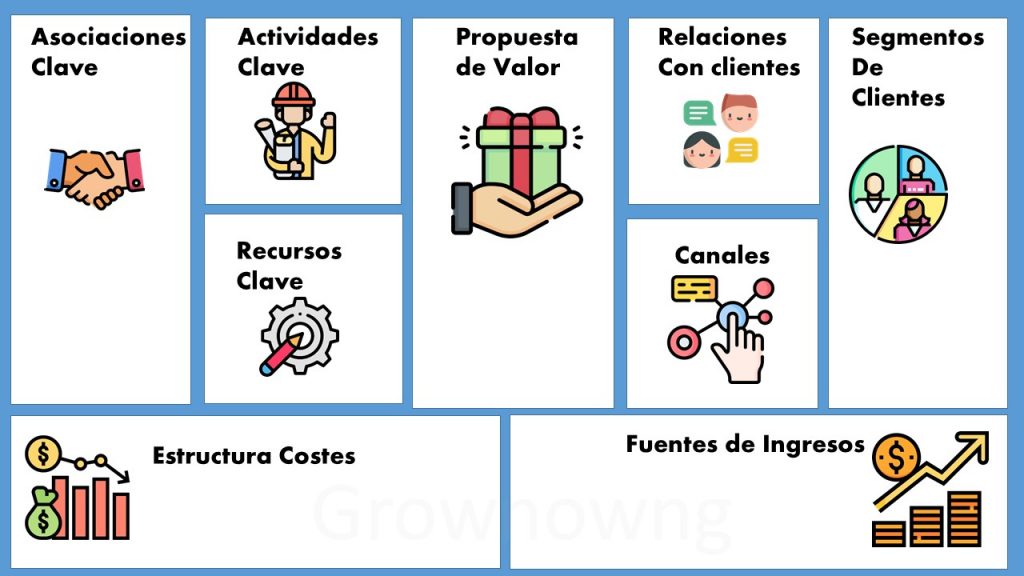 Asociaciones
Clave
Actividades
Clave
Propuesta
de Valor
Relaciones
Con clientes
Segmentos
De
Clientes
Recursos
Clave
Canales
Estructura Costes
Fuentes de Ingresos
Grownowng